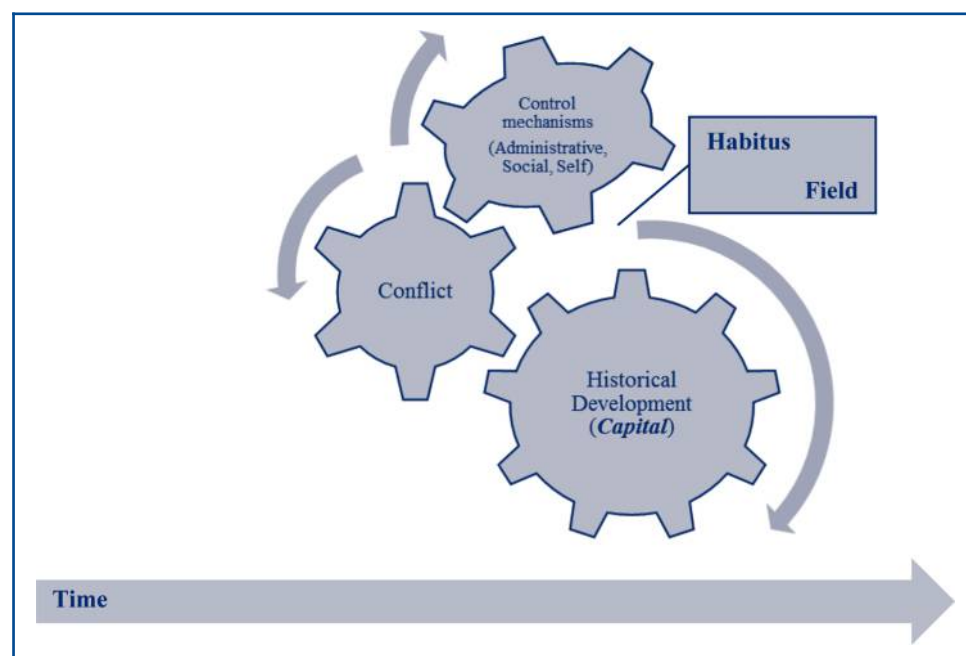 Control
mechanisms
(Administrative,
Social, Self)
Habitus
Field
Conflict
Historical
Development
(Capital)
Time